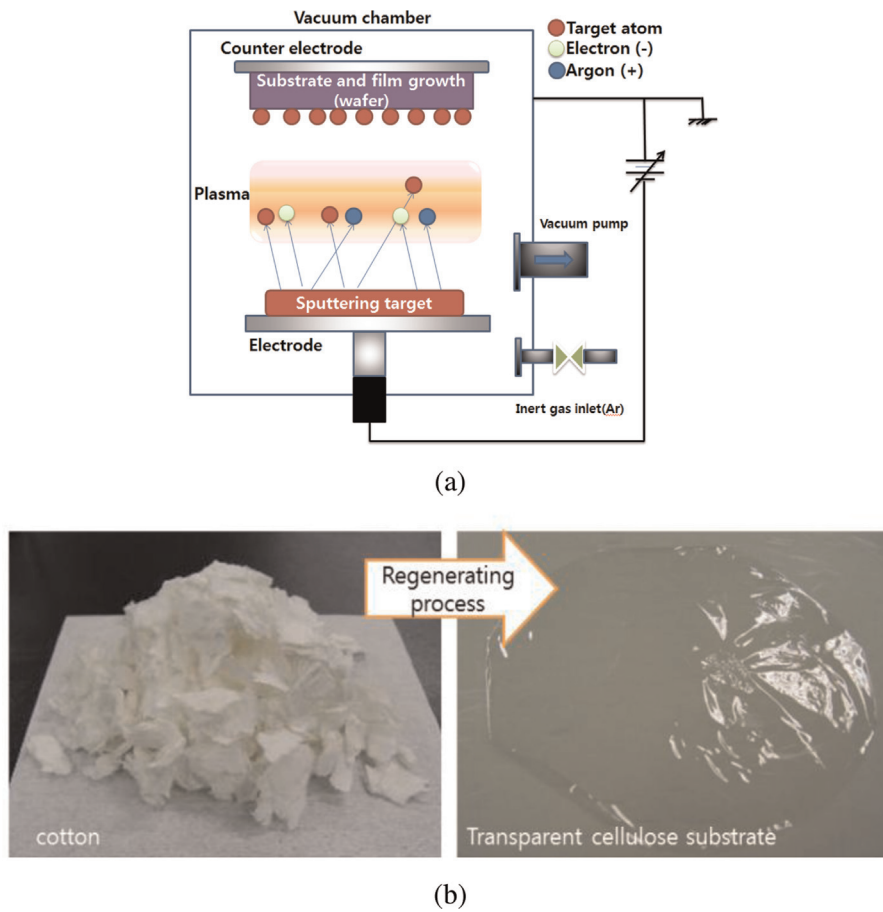 Vacuum chamber
Target atom
Electron (-)
Argon (+)
Counter electrode
Substrate and film growth
(wafer)
Plasma
Vacuum pump
Sputtering target
Electrode
Inert gas inlet(Ar)
(a)
Regenerating
process
cotton
Transparent cellulose substrate
(b)